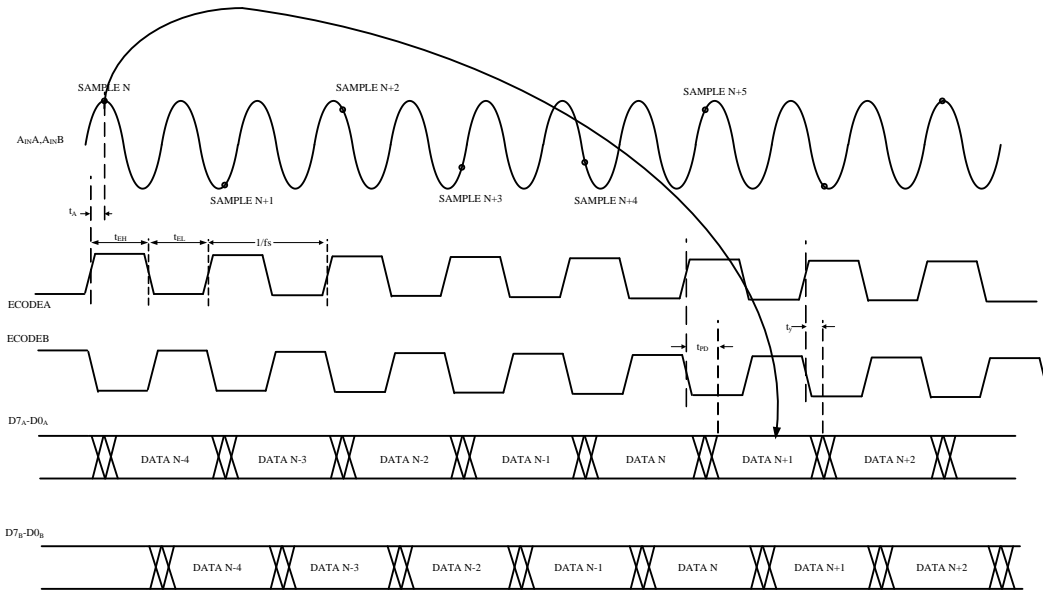 SAMPLE N
SAMPLE N+2
SAMPLE N+5
AINA,AINB
SAMPLE N+1
SAMPLE N+3
SAMPLE N+4
tA
tEH
tEL
1/fs
ECODEA
ECODEB
tPD
ty
D7A-D0A
DATA N-4
DATA N-3
DATA N-2
DATA N-1
DATA N
DATA N+1
DATA N+2
D7B-D0B
DATA N-4
DATA N-3
DATA N-2
DATA N-1
DATA N
DATA N+1
DATA N+2